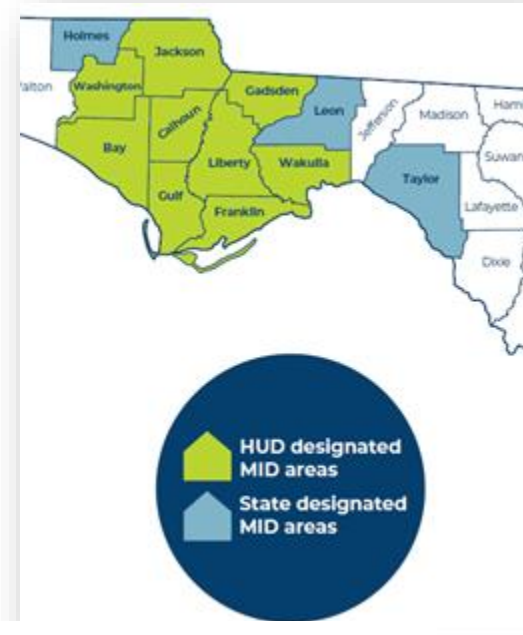 Holmes
Jackson
Washington
Gadsden
Leon
Jefferson
Madison
Calhoun
Bay
Liberty
Wakulla
Taylor
Gulf
Franklin
Lafayette
Dixie
HUD designated
MID areas
State designated
MID areas